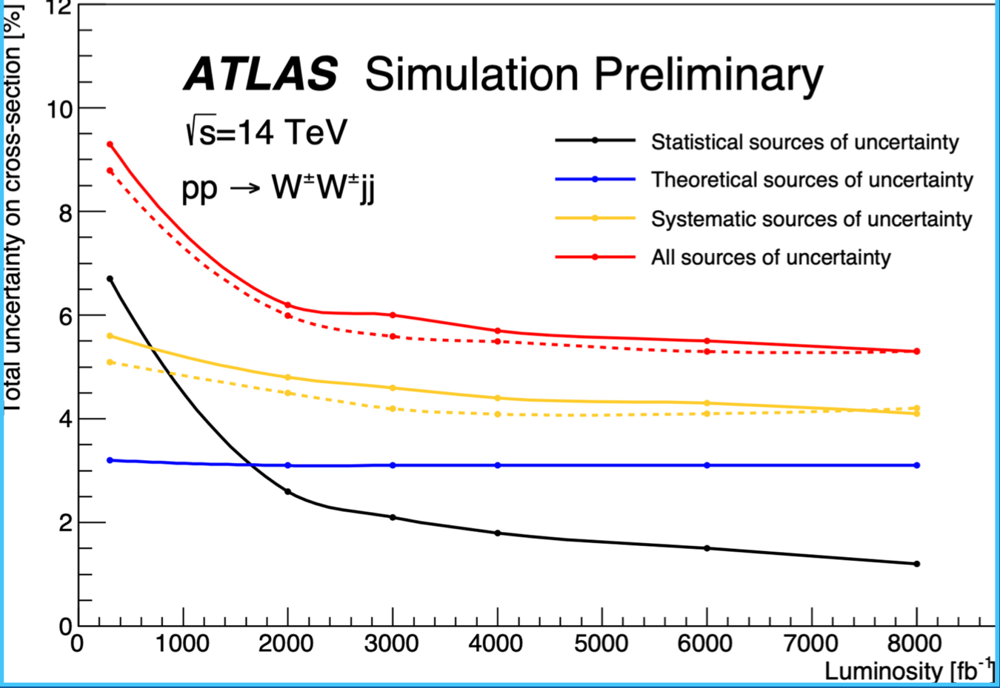 Total uncertainty on cross-section [%]
12
10
8
6
4
2
0
ATLAS Simulation Preliminary
√s=14 TeV
pp → W±W±jj
Statistical sources of uncertainty
Theoretical sources of uncertainty
Systematic sources of uncertainty
All sources of uncertainty
0 1000 2000 3000 4000 5000 6000 7000 8000
Luminosity [fb⁻¹]